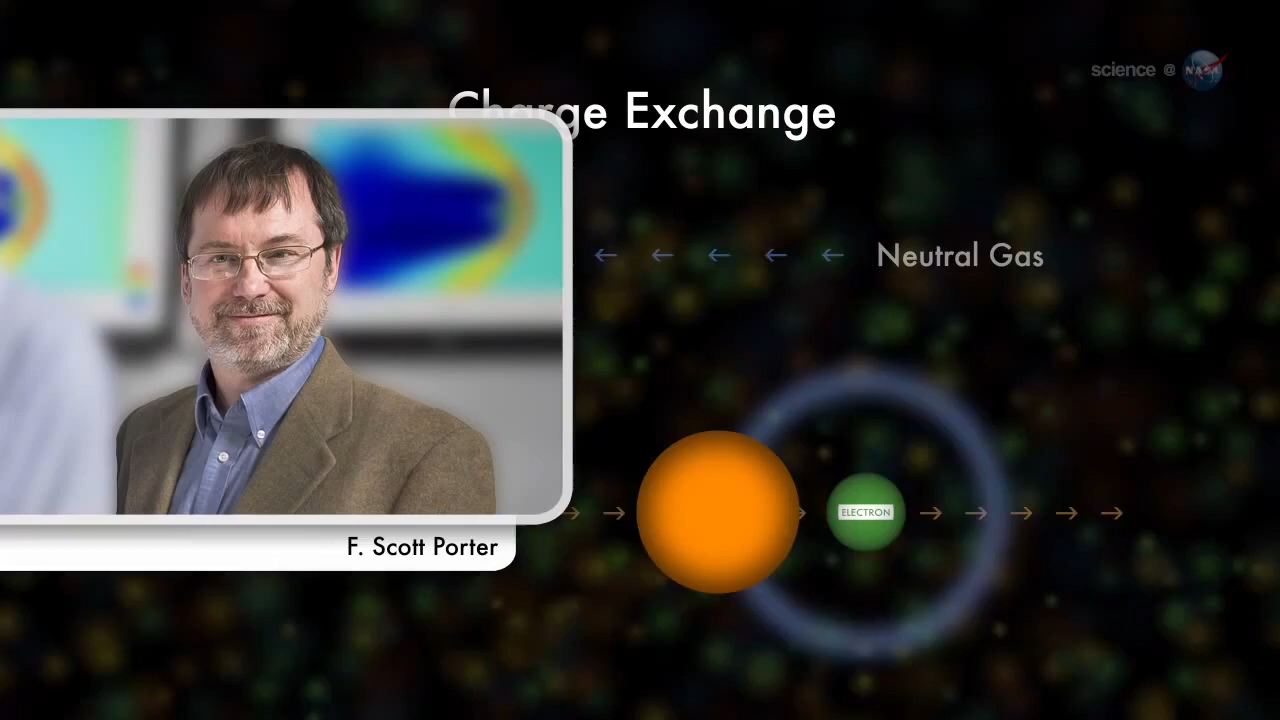 science @ NASA
Charge Exchange
Neutral Gas
ELECTRON
F. Scott Porter